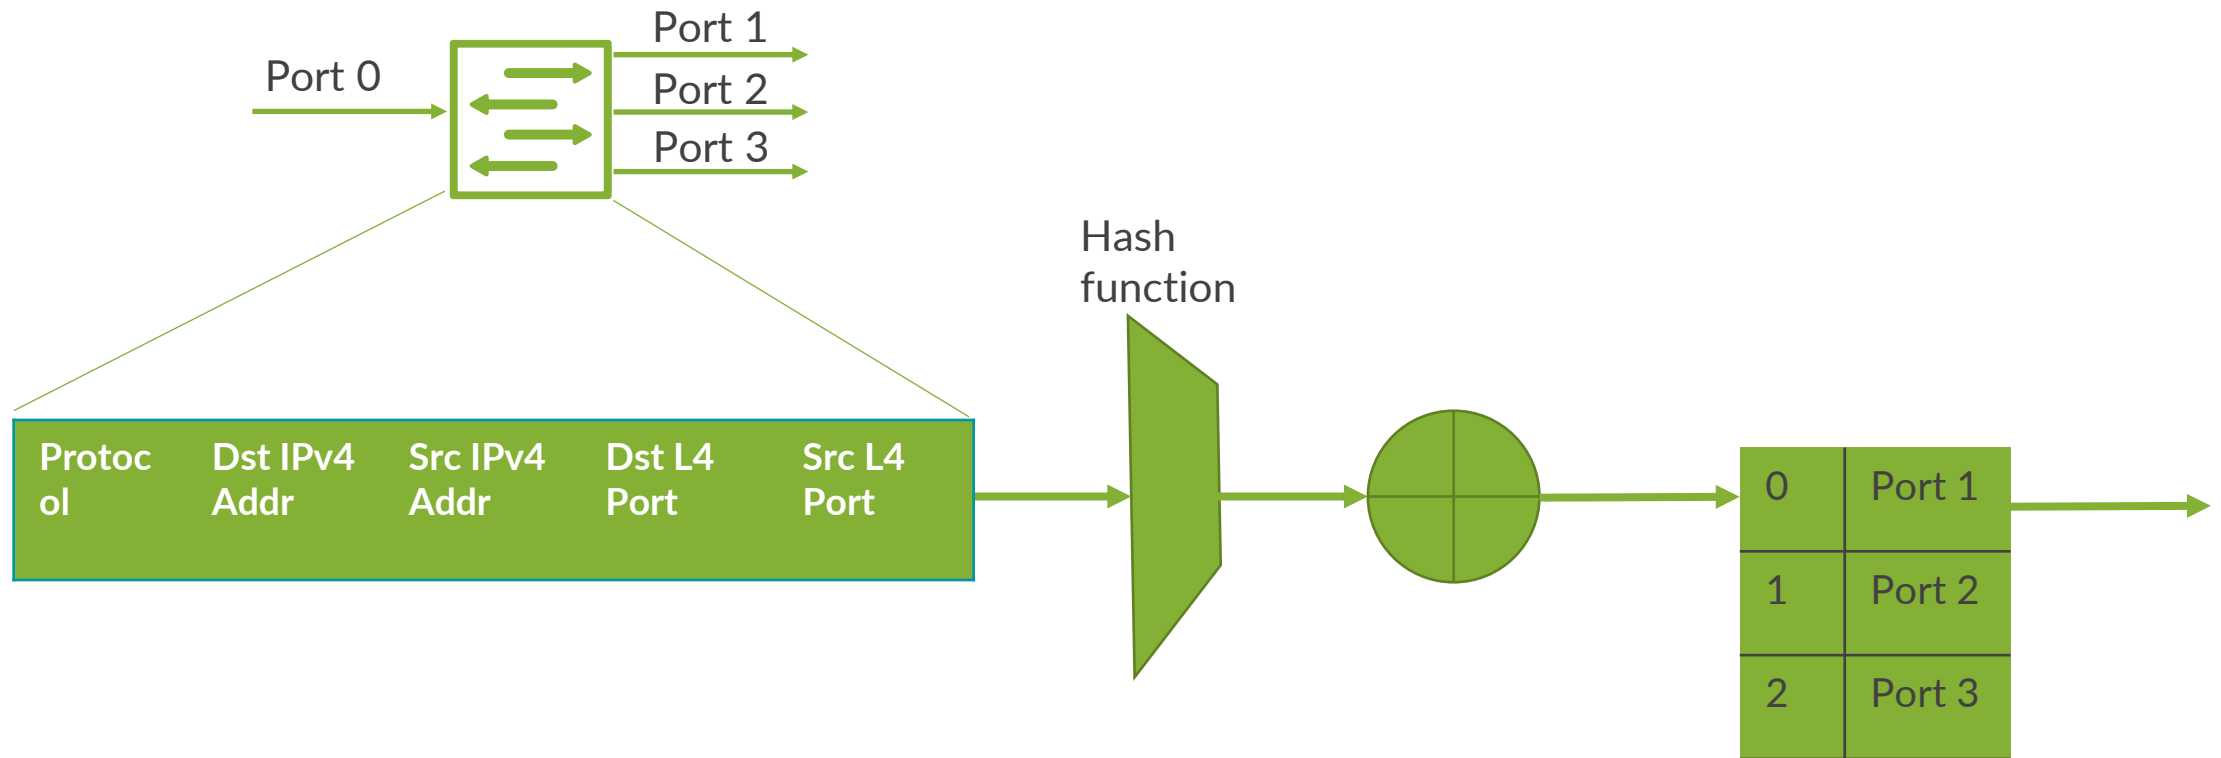 Port 0
Port 1
Port 2
Port 3
Hash
function
Protoc
ol
Dst IPv4
Addr
Src IPv4
Addr
Dst L4
Port
Src L4
Port
0 Port 1
1 Port 2
2 Port 3